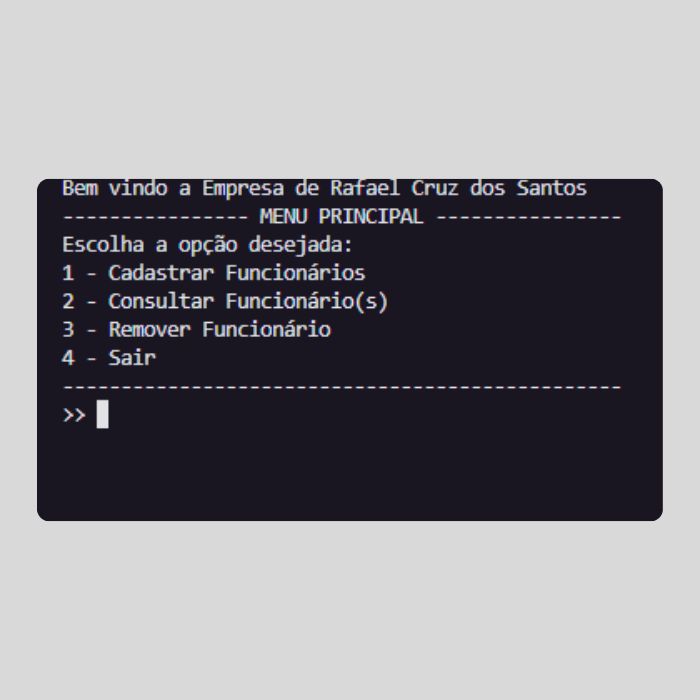 Bem vindo a Empresa de Rafael Cruz dos Santos
---------------- MENU PRINCIPAL ----------------
Escolha a opção desejada:
1 - Cadastrar Funcionários
2 - Consultar Funcionário(s)
3 - Remover Funcionário
4 - Sair
------------------------------------------------
>>